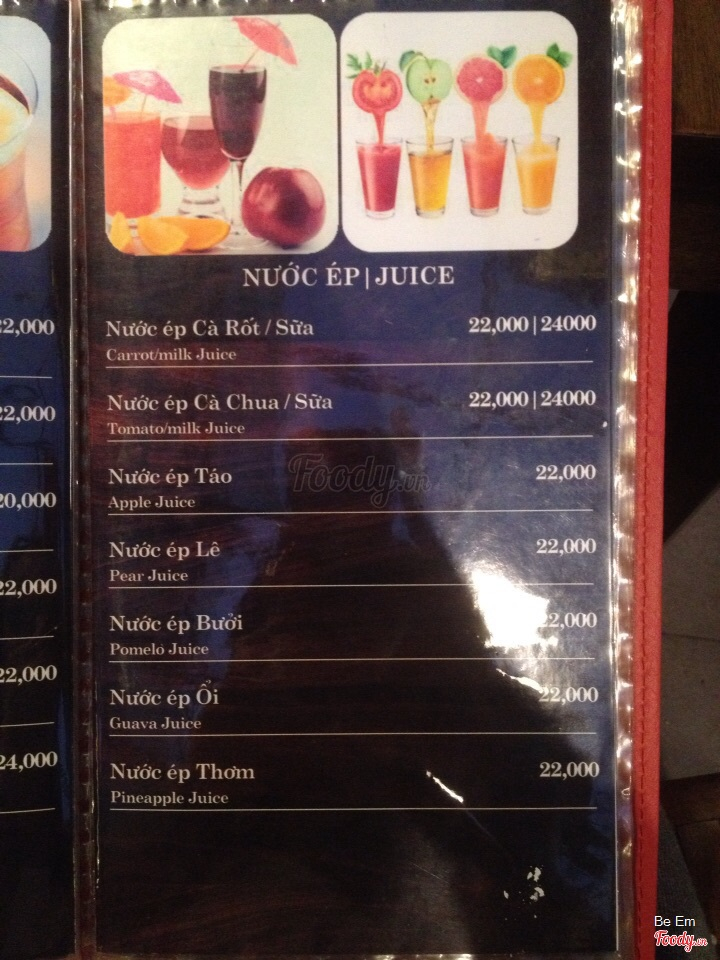 NƯỚC ÉP | JUICE
Nước ép Cà Rốt / Sữa 22,000 | 24000
Carrot/milk Juice
Nước ép Cà Chua / Sữa 22,000 | 24000
Tomato/milk Juice
Nước ép Táo 22,000
Apple Juice
Nước ép Lê 22,000
Pear Juice
Nước ép Bưởi 22,000
Pomelo Juice
Nước ép Ổi 22,000
Guava Juice
Nước ép Thơm 22,000
Pineapple Juice
22,000
22,000
20,000
22,000
22,000
24,000
Foody.vn
Be Em
Foody.vn